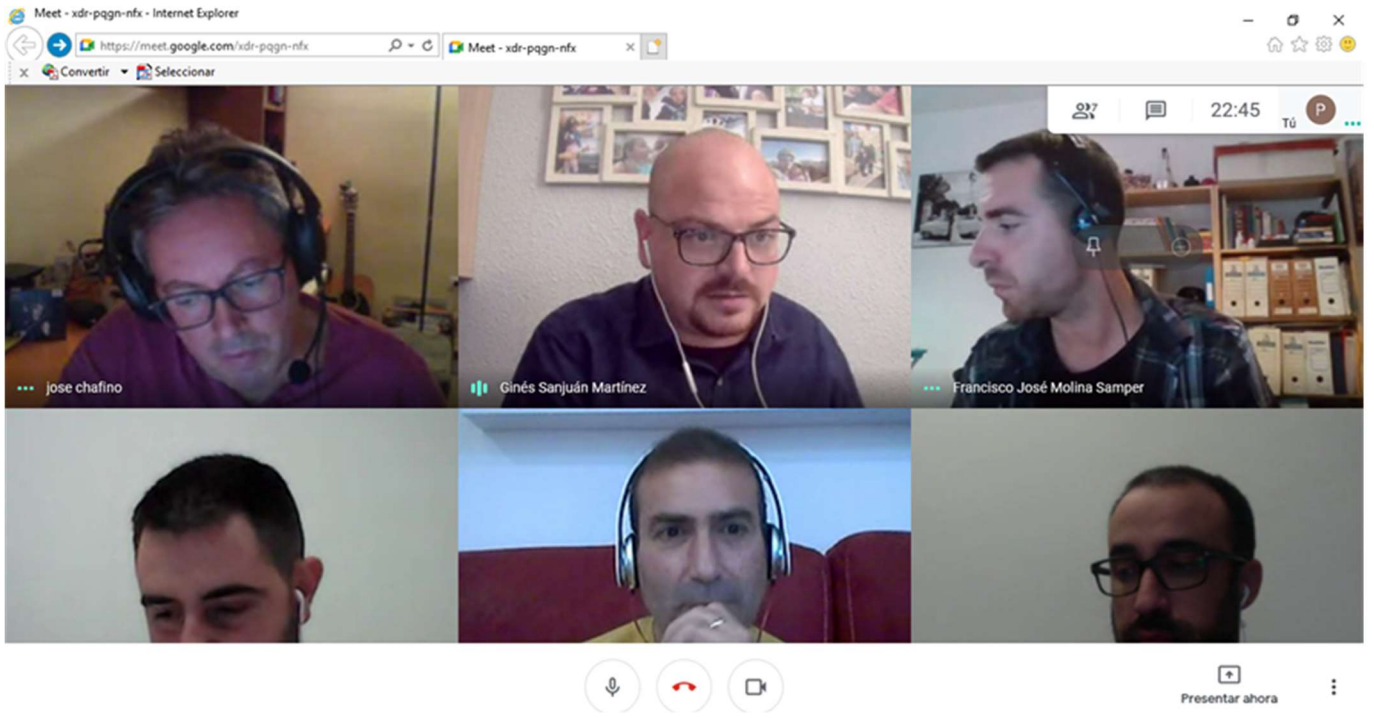 Meet - xdr-pqgn-nfx - Internet Explorer
https://meet.google.com/xdr-pqgn-nfx
Meet - xdr-pqgn-nfx
Convertir
Seleccionar
7
22:45
Tú
P
jose chafino
Ginés Sanjuán Martínez
Francisco José Molina Samper
Presentar ahora